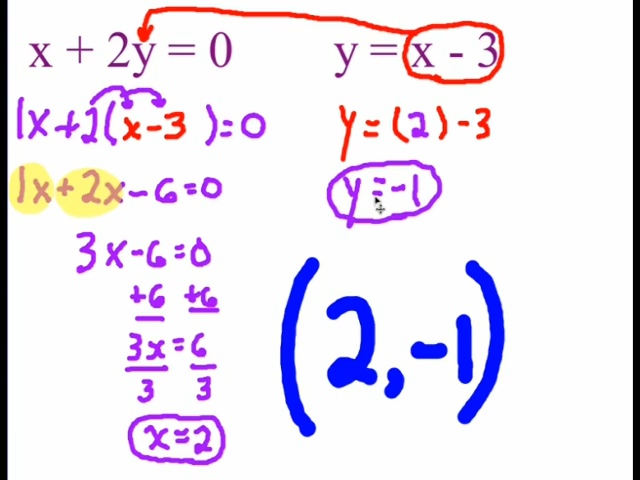 x + 2y = 0
y = x - 3
1x+2(x-3)=0
y=(2)-3
1x+2x-6=0
y=-1
3x-6=0
+6 +6
3x=6
3 3
x=2
(2,-1)